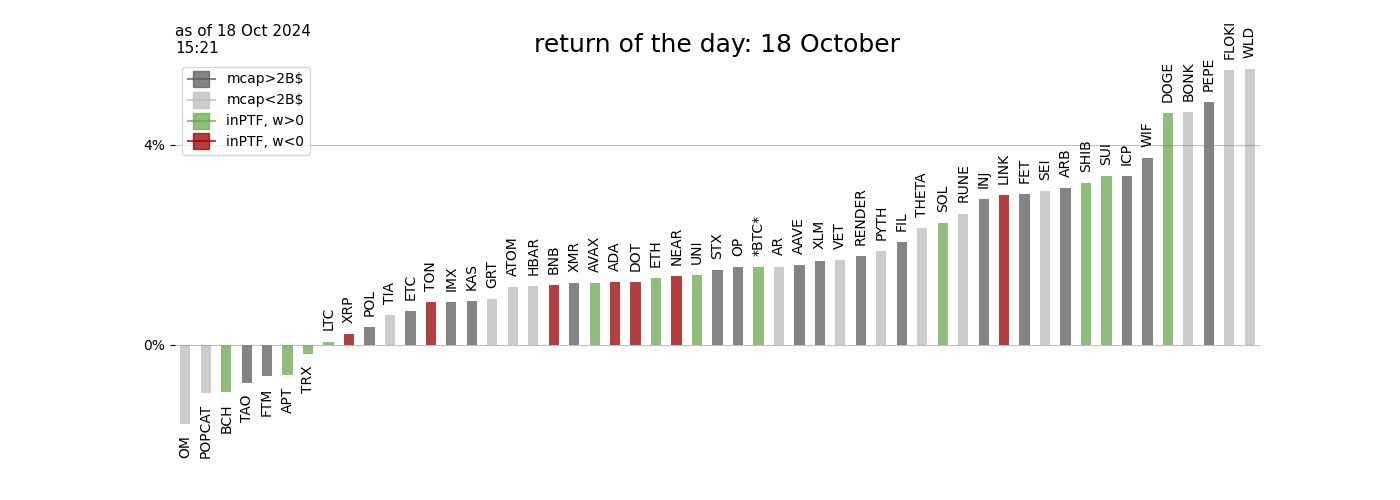 as of 18 Oct 2024
15:21
return of the day: 18 October
mcap>2B$
mcap<2B$
inPTF, w>0
inPTF, w<0
4%
0%
OM
POPCAT
BCH
TAO
FTM
APT
TRX
LTC
XRP
POL
TIA
ETC
TON
IMX
KAS
GRT
ATOM
HBAR
BNB
XMR
AVAX
ADA
DOT
ETH
NEAR
UNI
STX
OP
*BTC*
AR
AAVE
XLM
VET
RENDER
PYTH
FIL
THETA
SOL
RUNE
INJ
LINK
FET
SEI
ARB
SHIB
SUI
ICP
WIF
DOGE
BONK
PEPE
FLOKI
WLD